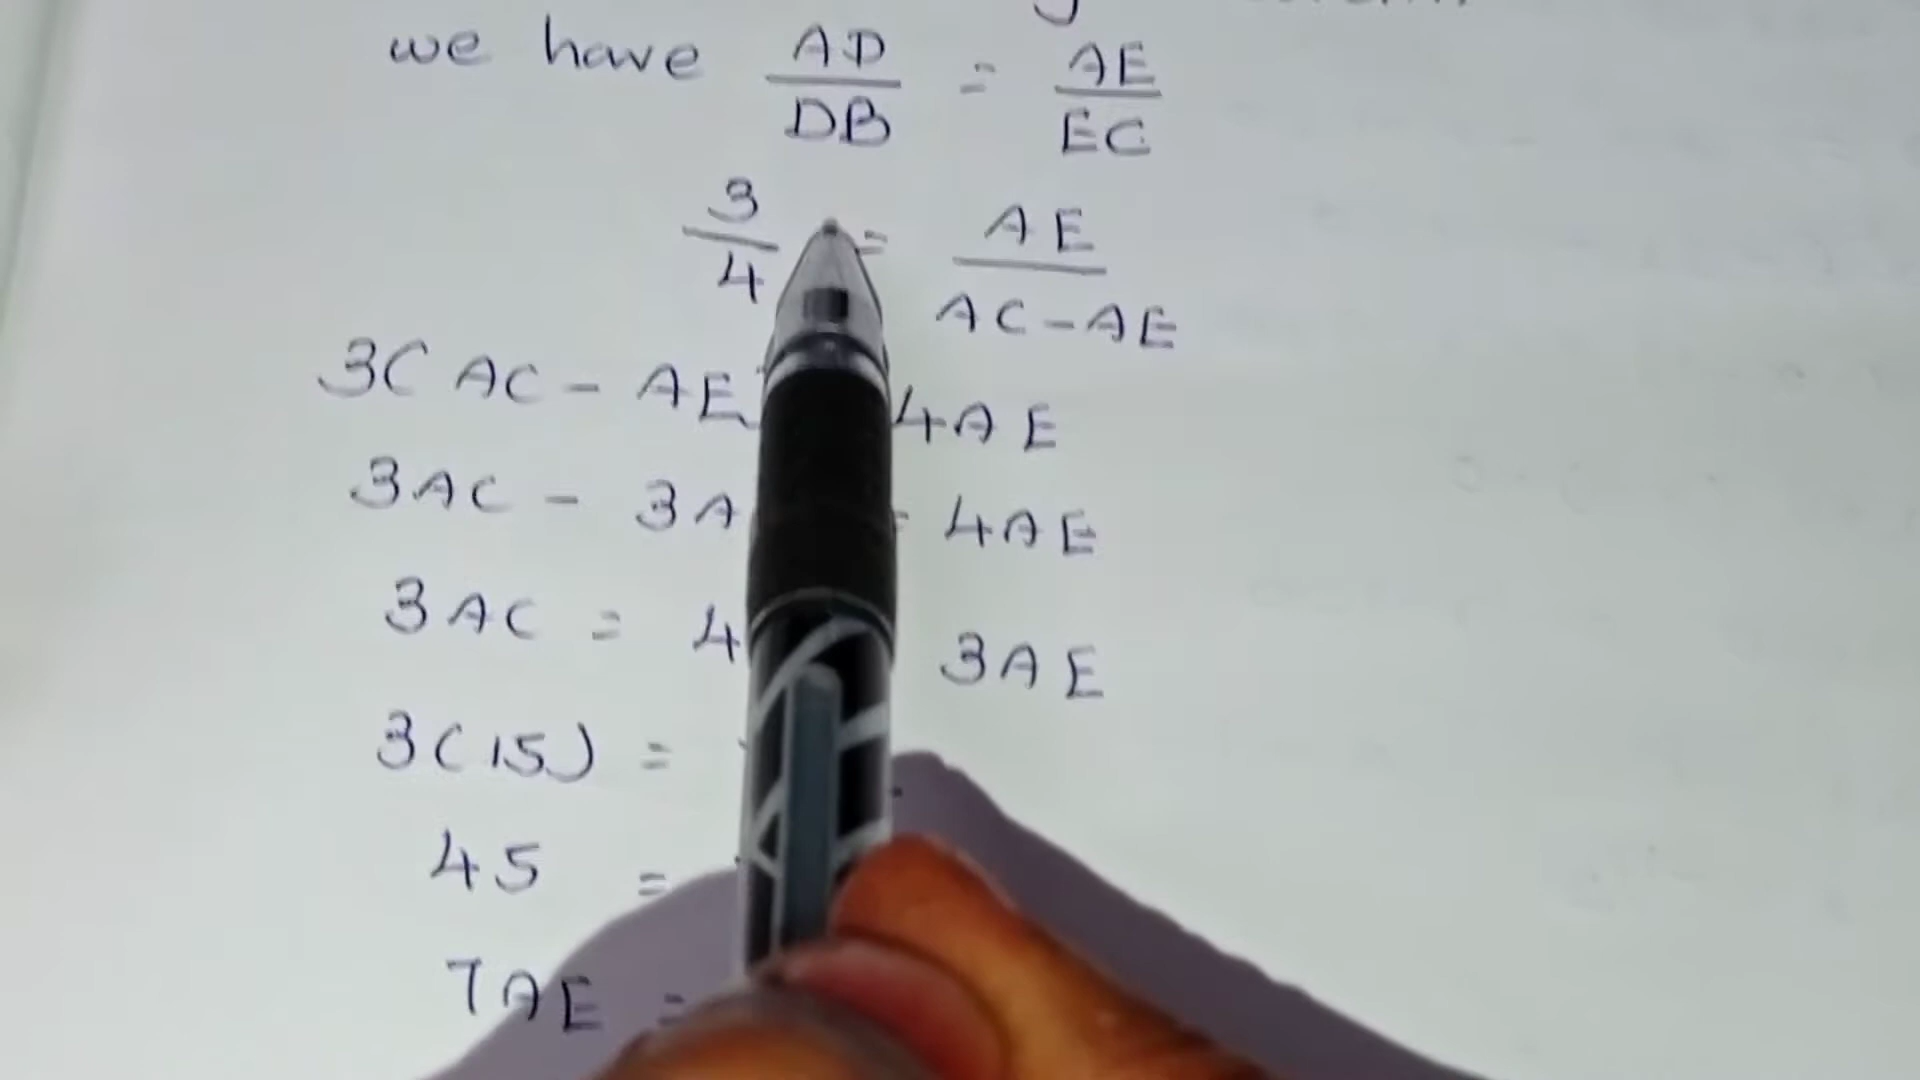 we have AD/DB = AE/EC
3/4 = AE/AC-AE
3(AC - AE 4AE
3AC - 3A = 4AE
3AC = 4 3AE
3(15) =
45 =
7AE =